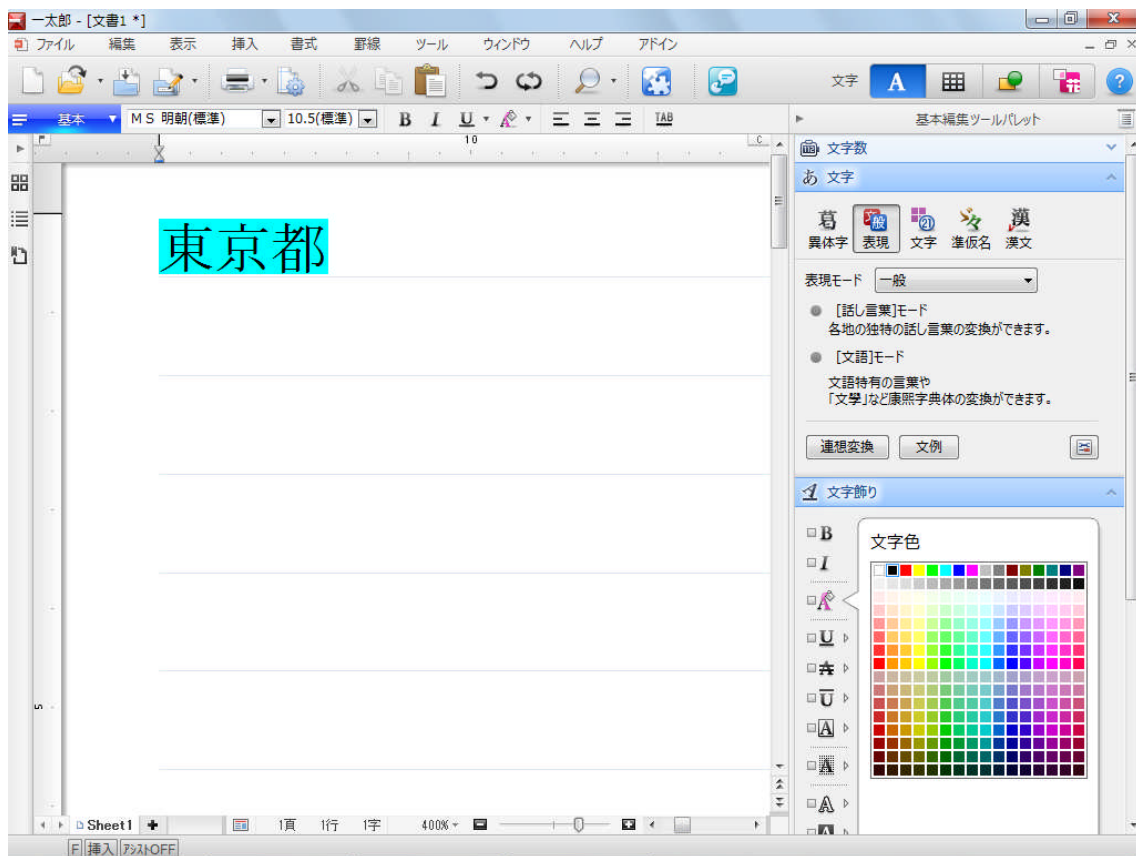 一太郎 - [文書1 *]
ファイル 編集 表示 挿入 書式 罫線 ツール ウィンドウ ヘルプ アドイン
文字 A
基本 MS 明朝(標準) 10.5(標準) B I U TAB
基本編集ツールパレット
10
C
東京都
5
文字数
あ 文字
異体字 表現 文字 準仮名 漢文
表現モード 一般
[話し言葉]モード
各地の独特の話し言葉の変換ができます。
[文語]モード
文語特有の言葉や
「文學」など康熙字典体の変換ができます。
連想変換 文例
文字飾り
B
文字色
I
U
A
U
A
A
A
A
Sheet1 1頁 1行 1字 400%
F 挿入 アシストOFF